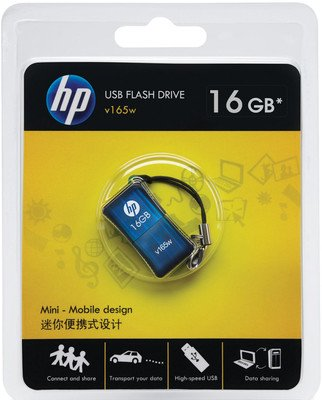 hp
USB FLASH DRIVE
v165w
16 GB*
hp
16GB
v165w
Mini - Mobile design
迷你便携式设计
Connect and share
Transport your data
High-speed USB
Data sharing